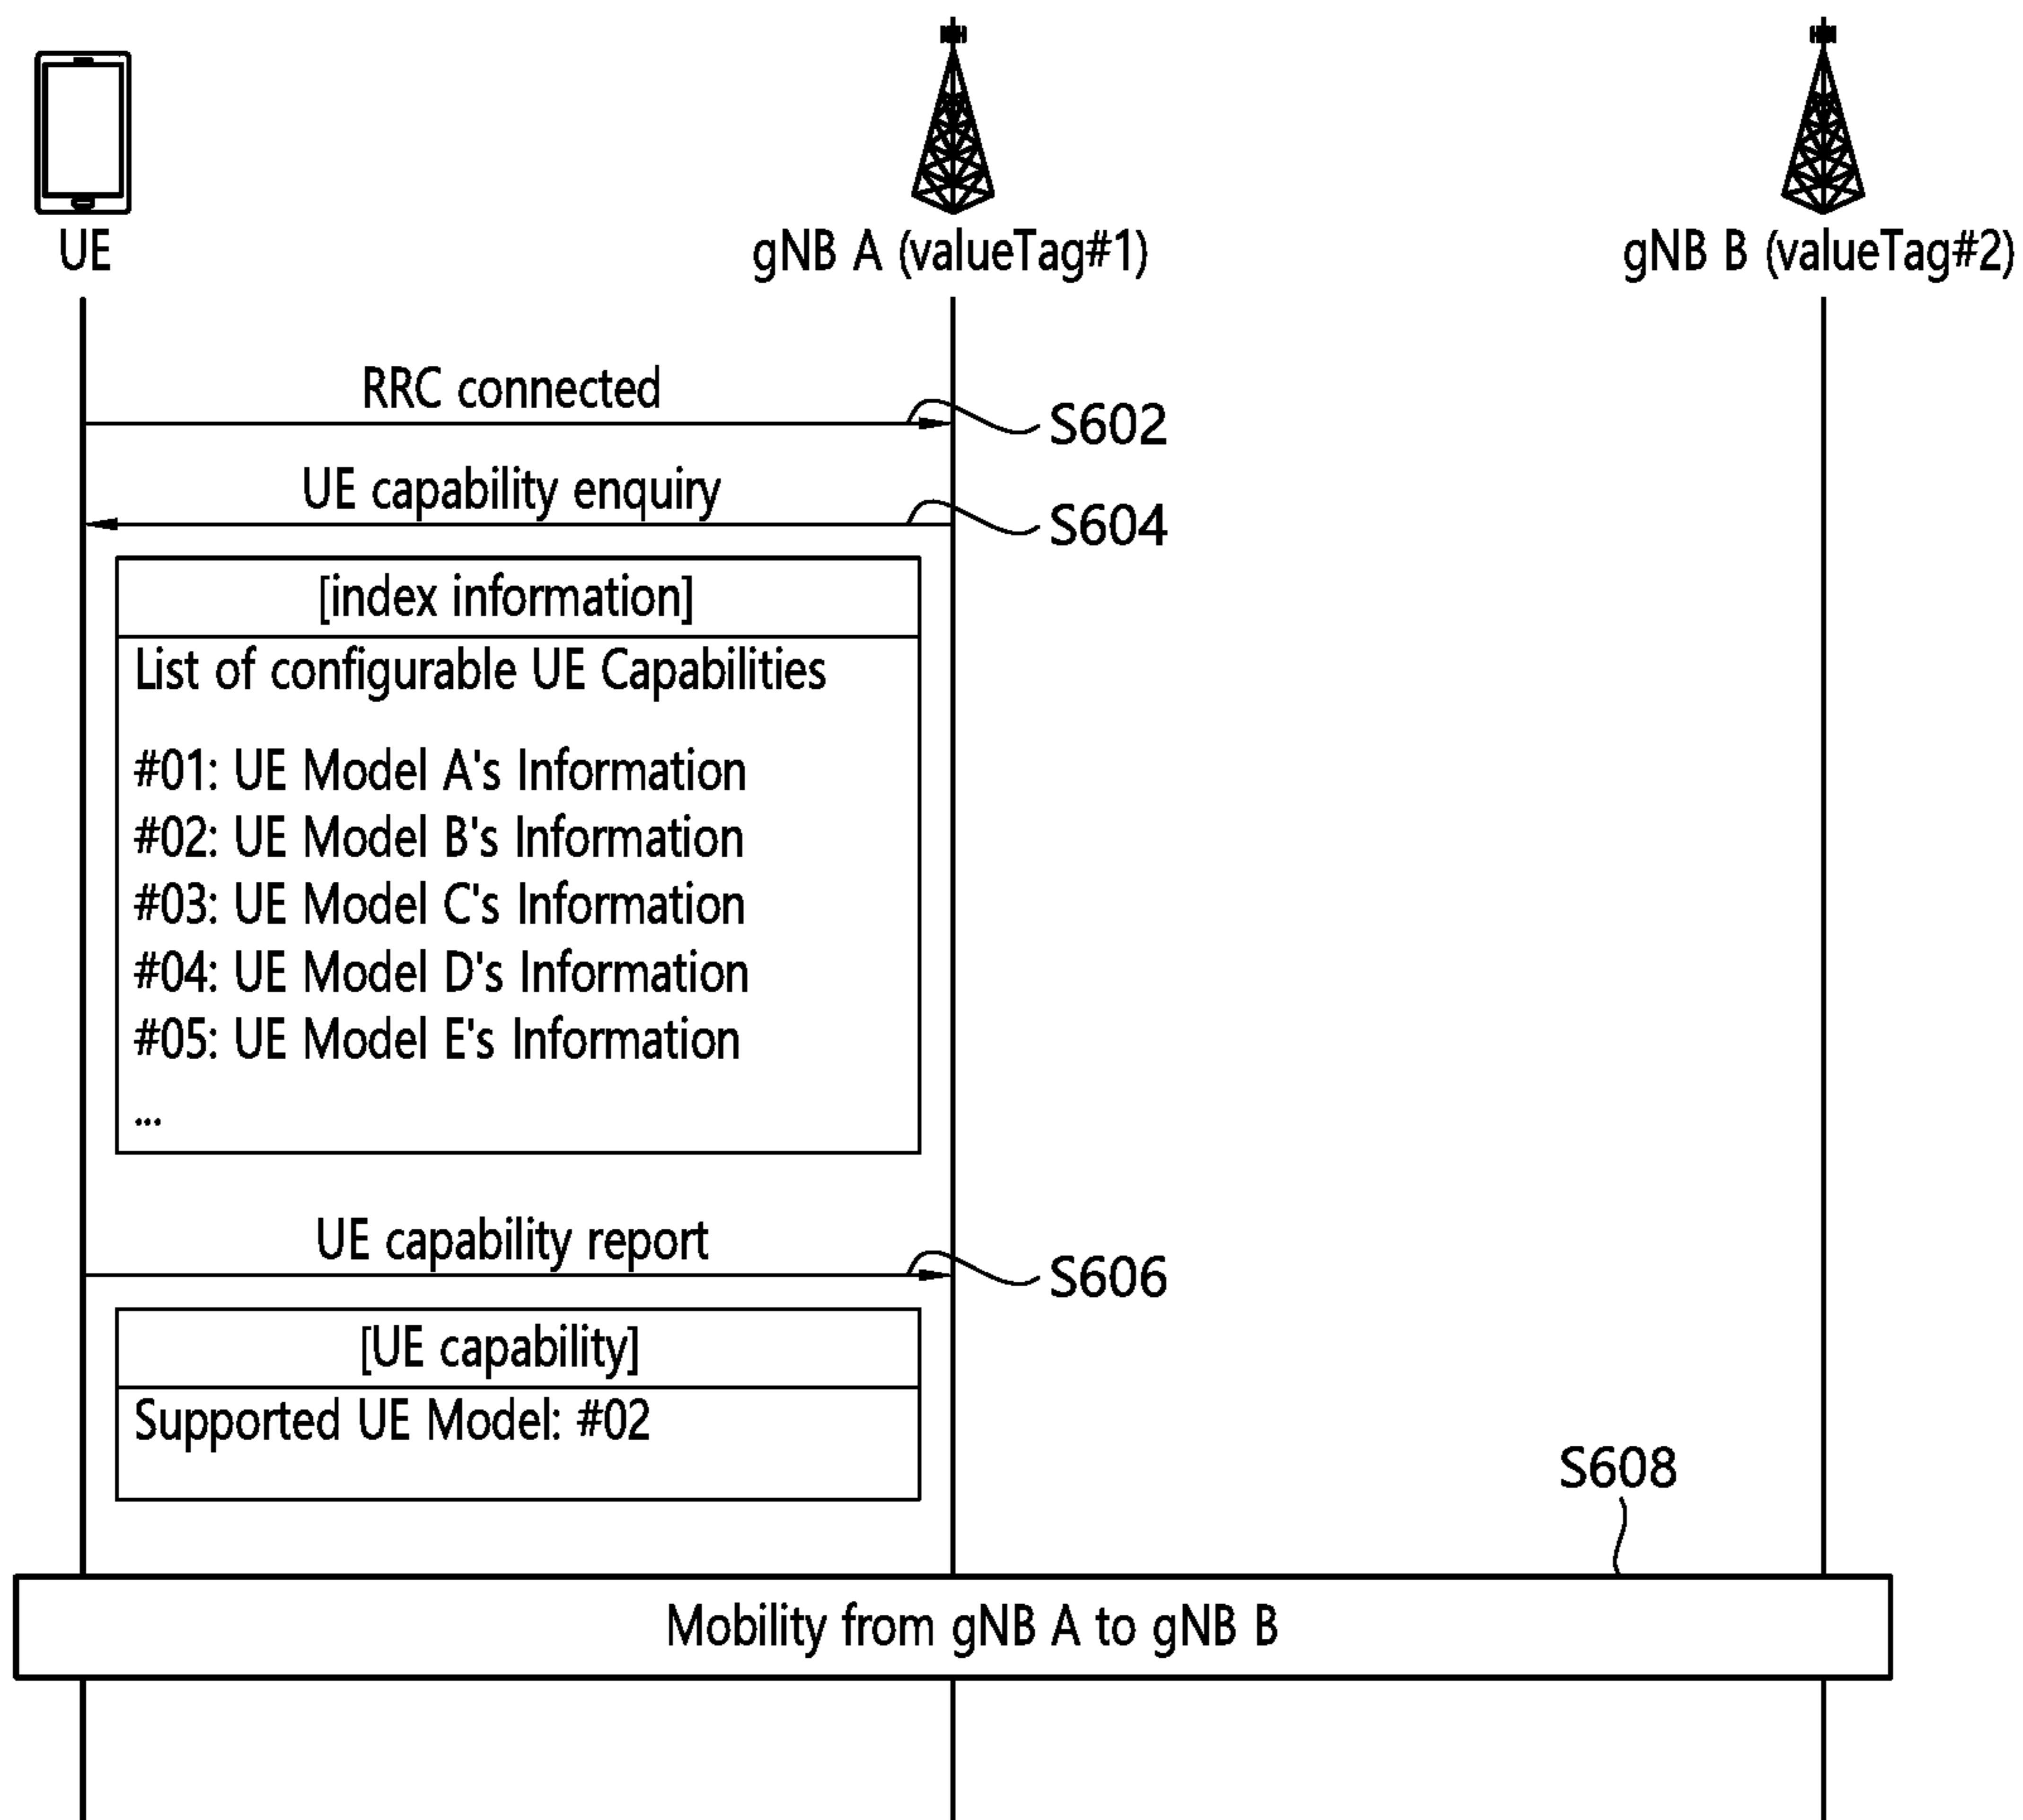 UE
gNB A (valueTag#1)
gNB B (valueTag#2)
RRC connected
S602
UE capability enquiry
S604
[index information]
List of configurable UE Capabilities
#01: UE Model A's Information
#02: UE Model B's Information
#03: UE Model C's Information
#04: UE Model D's Information
#05: UE Model E's Information
...
UE capability report
S606
[UE capability]
Supported UE Model: #02
S608
Mobility from gNB A to gNB B